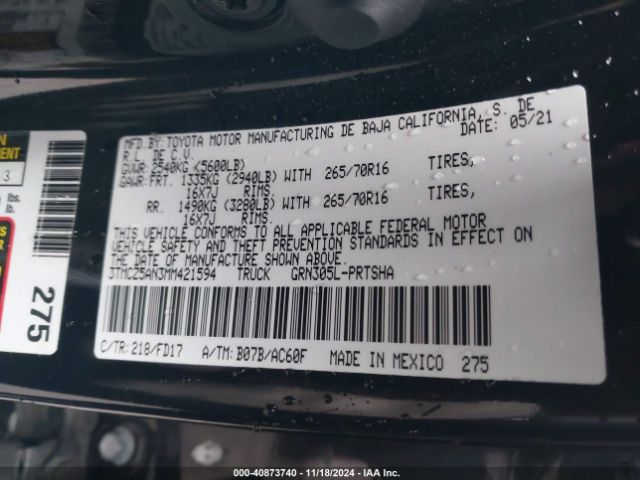 MFD.BY: TOYOTA MOTOR MANUFACTURING DE BAJA CALIFORNIA, S. DE
R.L. DE C.V. DATE: 05/21
GVWR: 2540KG (5600LB)
GAWR: FRT. 1335KG (2940LB) WITH 265/70R16 TIRES,
16X7J RIMS.
RR. 1490KG (3280LB) WITH 265/70R16 TIRES,
16X7J RIMS.
THIS VEHICLE CONFORMS TO ALL APPLICABLE FEDERAL MOTOR
VEHICLE SAFETY AND THEFT PREVENTION STANDARDS IN EFFECT ON
THE DATE OF MANUFACTURE SHOWN ABOVE.
3TMCZ5AN3MM421594 TRUCK GRN305L-PRTSHA
C/TR: 218/FD17 A/TM: B07B/AC60F MADE IN MEXICO 275
3
lbs.
lb.
275
000-40873740 - 11/18/2024 - IAA Inc.